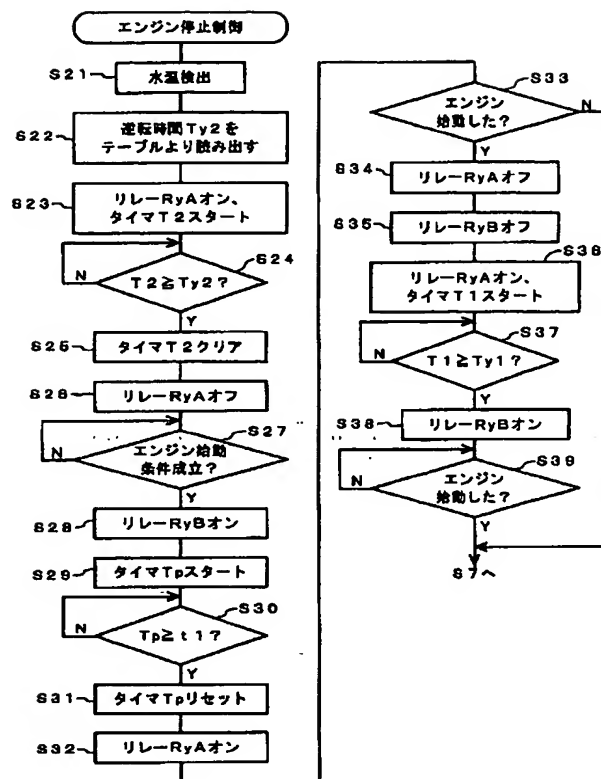 エンジン停止制御
S21
水温検出
S22
逆転時間Ty2を
テーブルより読み出す
S23
リレーRyAオン、
タイマT2スタート
S24
T2≧Ty2?
N
Y
S25
タイマT2クリア
S26
リレーRyAオフ
S27
エンジン始動
条件成立?
N
Y
S28
リレーRyBオン
S29
タイマTpスタート
S30
Tp≧t1?
N
Y
S31
タイマTpリセット
S32
リレーRyAオン
S33
エンジン
始動した?
N
Y
S34
リレーRyAオフ
S35
リレーRyBオフ
S36
リレーRyAオン、
タイマT1スタート
S37
T1≧Ty1?
N
Y
S38
リレーRyBオン
S39
エンジン
始動した?
N
Y
S7へ